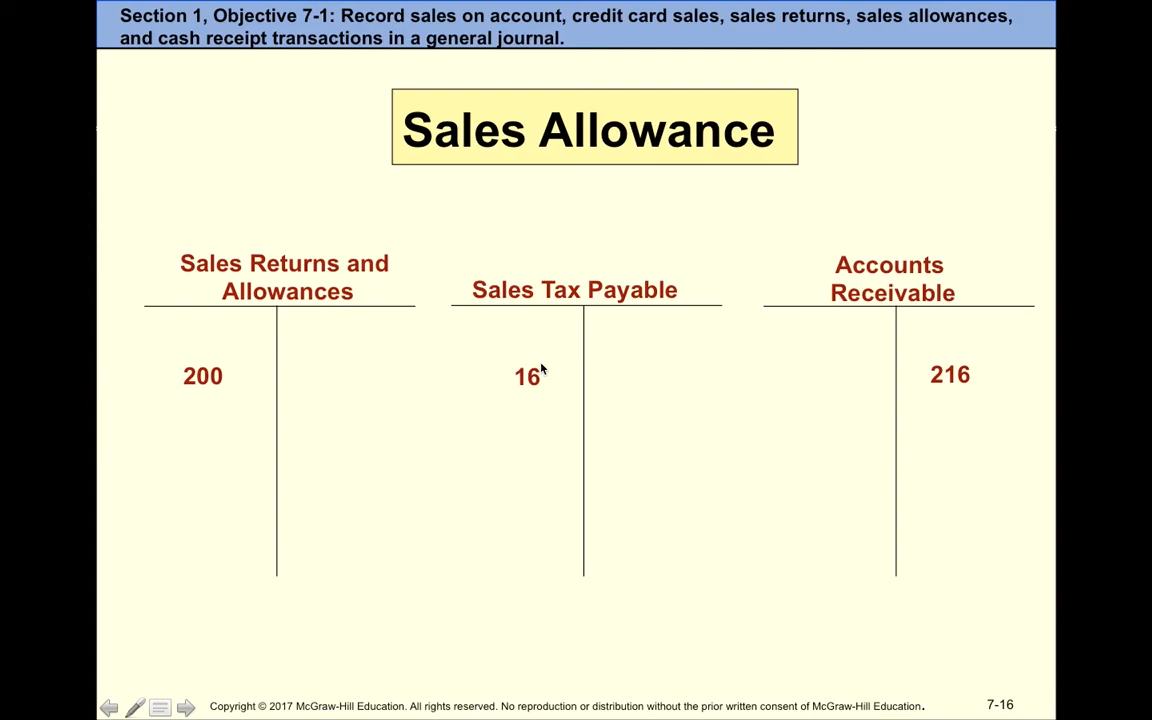 Section 1, Objective 7-1: Record sales on account, credit card sales, sales returns, sales allowances,
and cash receipt transactions in a general journal.
Sales Allowance
Sales Returns and
Allowances
200
Sales Tax Payable
16
Accounts
Receivable
216
Copyright © 2017 McGraw-Hill Education. All rights reserved. No reproduction or distribution without the prior written consent of McGraw-Hill Education.
7-16